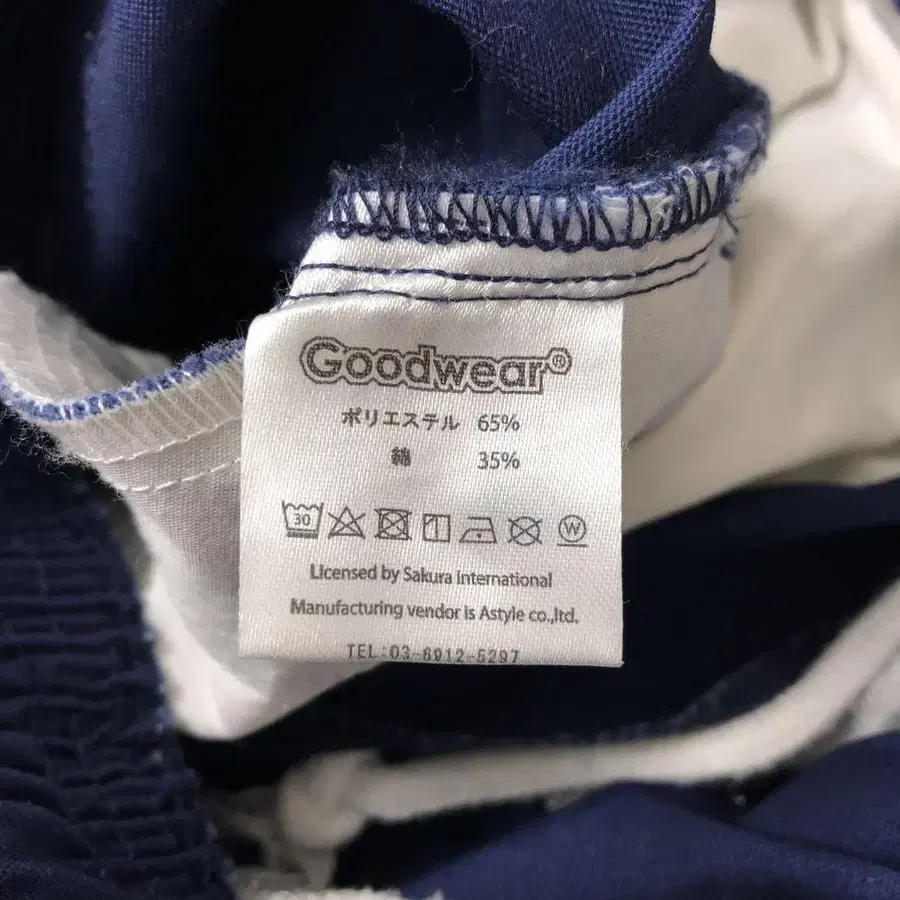 Goodwear®
ポリエステル 65%
綿 35%
30 W
Licensed by Sakura International
Manufacturing vendor is Astyle co.,ltd.
TEL:03-6912-5297